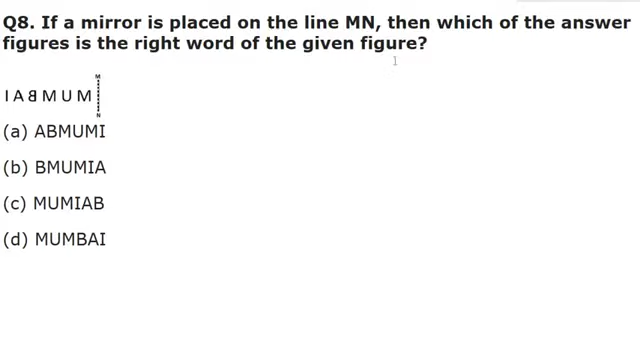 Q8. If a mirror is placed on the line MN, then which of the answer
figures is the right word of the given figure?
M
I A B M U M
N
(a) ABMUMI
(b) BMUMIA
(c) MUMIAB
(d) MUMBAI